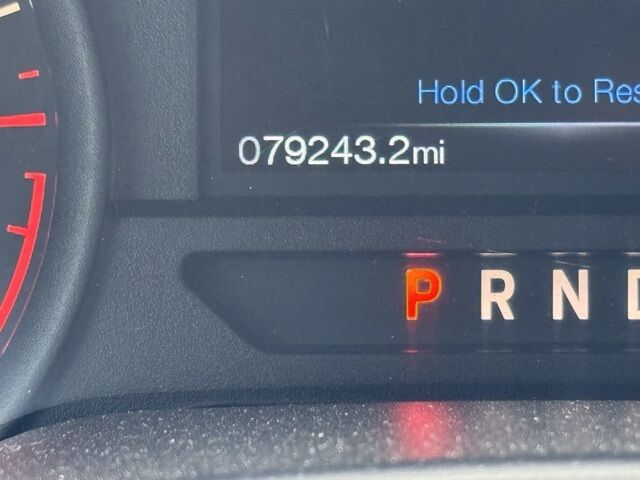 Hold OK to Res
079243.2mi
P R N D